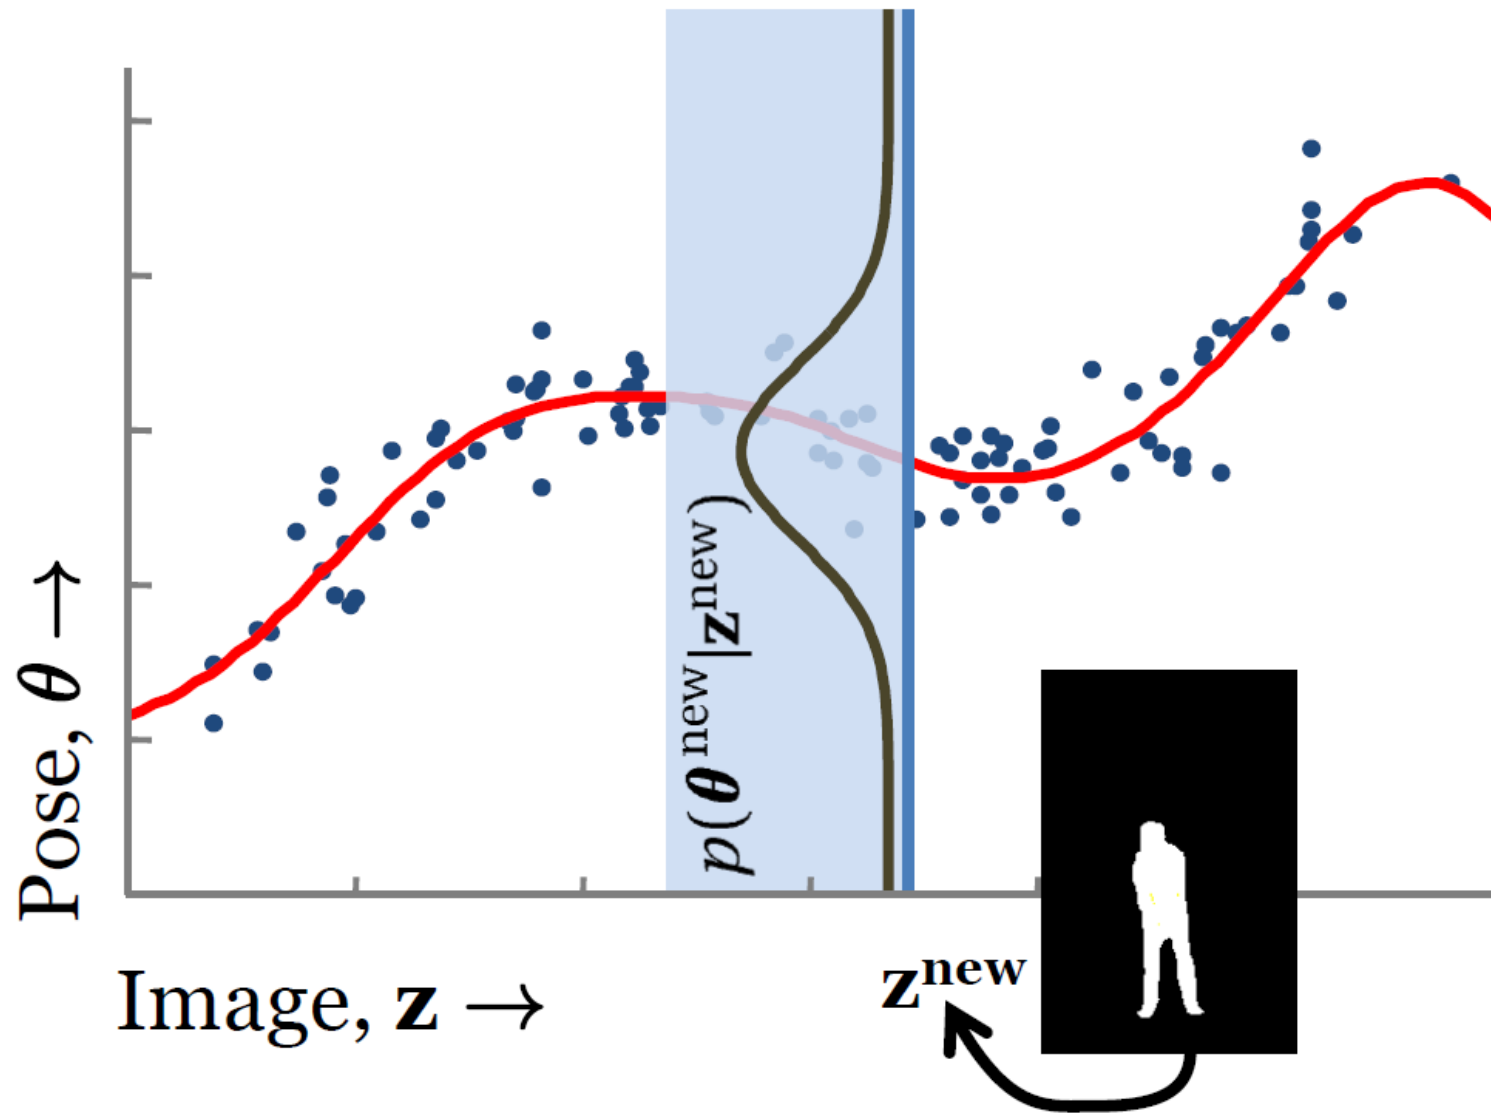 Pose, θ →
p(θ^new|z^new)
Image, z →
z^new